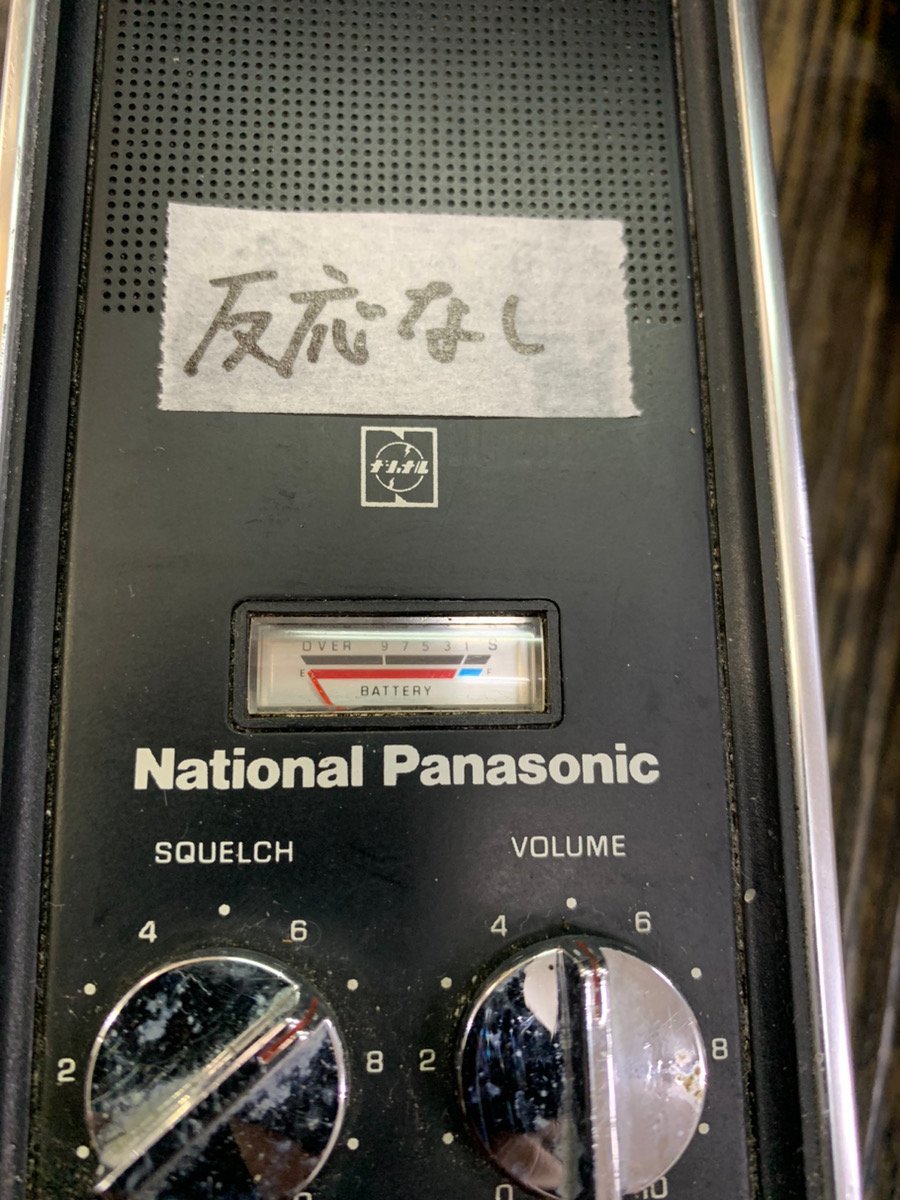 反応なし
ナショナル
OVER 9 7 5 3 1 S
E F
BATTERY
National Panasonic
SQUELCH VOLUME
4 6 4 6
2 8 2 8
0 10